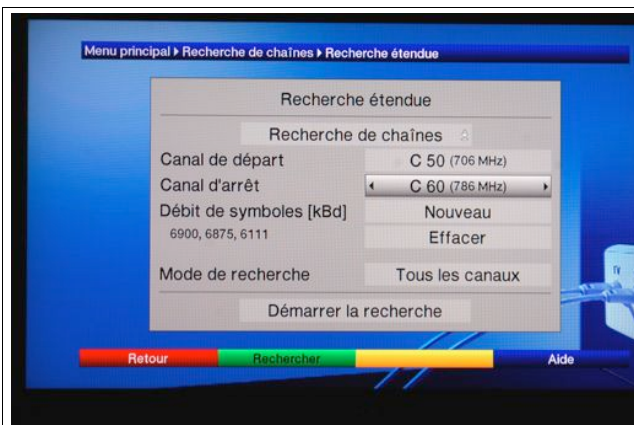 Menu principal ▸ Recherche de chaînes ▸ Recherche étendue
Recherche étendue
Recherche de chaînes
Canal de départ C 50 (706 MHz)
Canal d'arrêt C 60 (786 MHz)
Débit de symboles [kBd] Nouveau
6900, 6875, 6111 Effacer
Mode de recherche Tous les canaux
Démarrer la recherche
Retour Rechercher Aide
TV